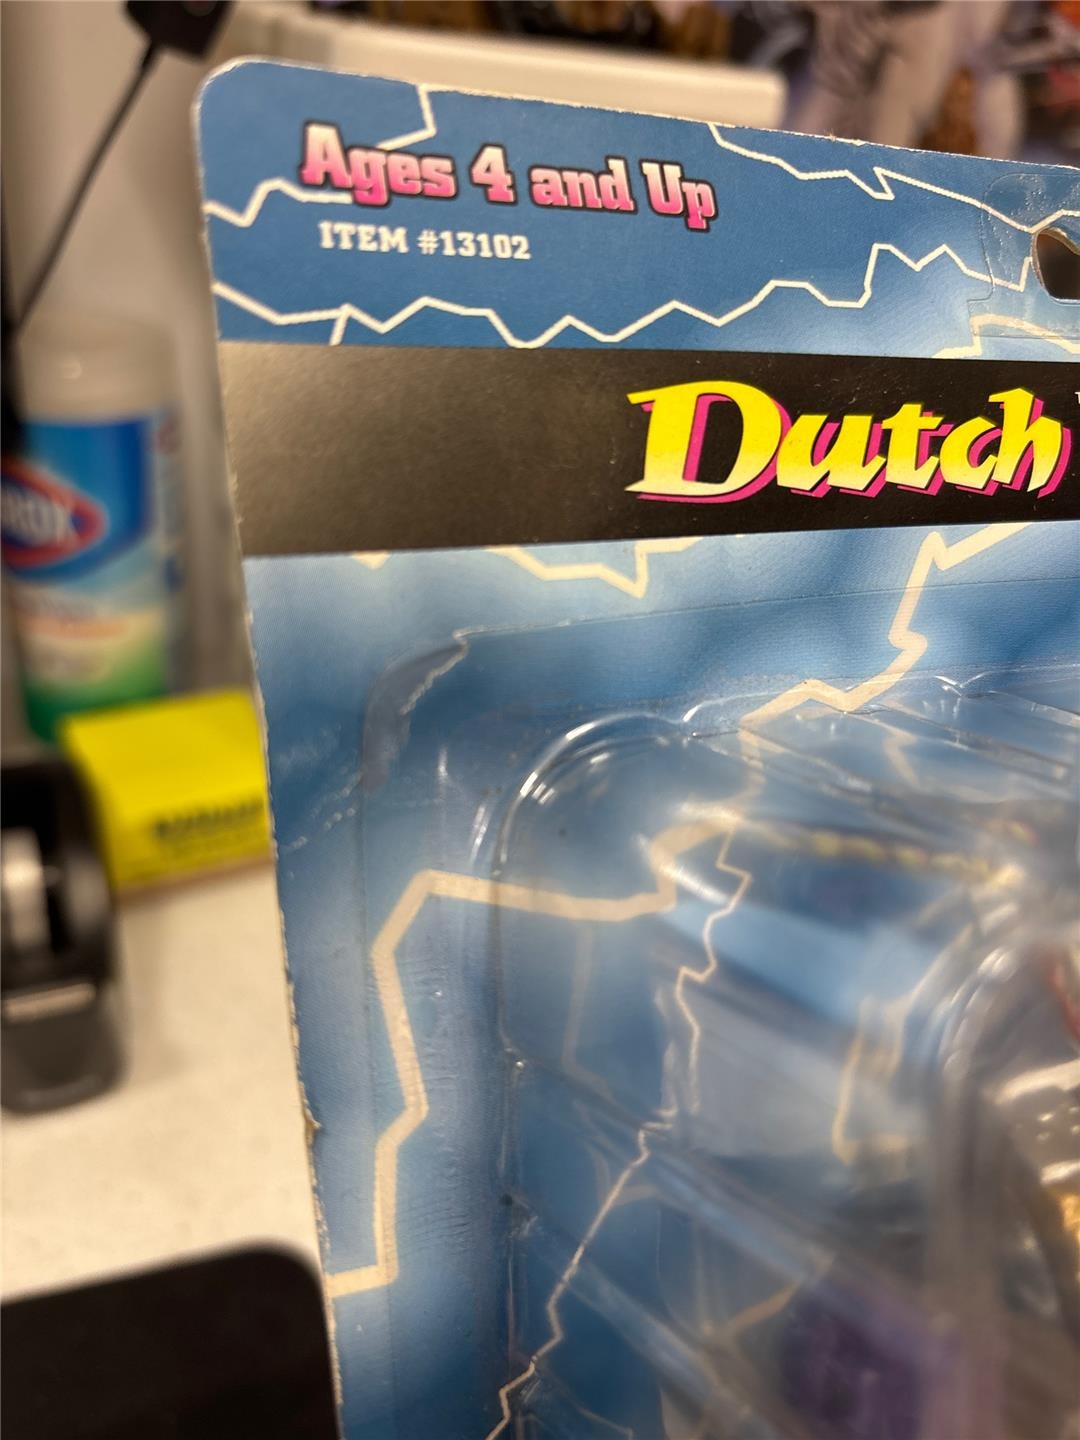 Ages 4 and Up
ITEM #13102
Dutch